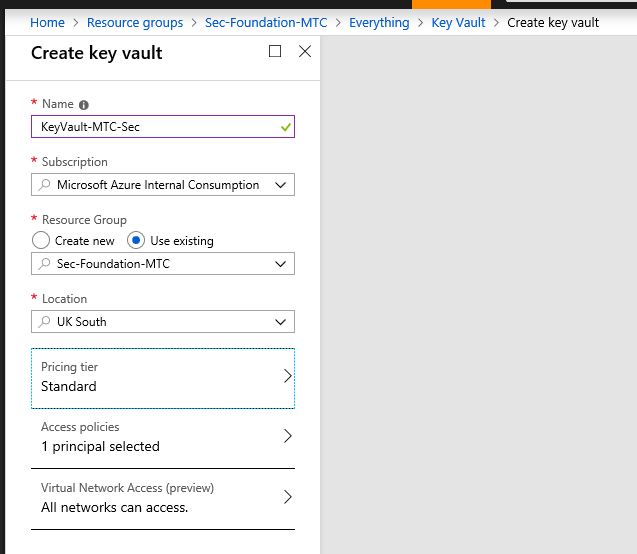 Home > Resource groups > Sec-Foundation-MTC > Everything > Key Vault > Create key vault
Create key vault
* Name
KeyVault-MTC-Sec
* Subscription
Microsoft Azure Internal Consumption
* Resource Group
Create new Use existing
Sec-Foundation-MTC
* Location
UK South
Pricing tier
Standard
Access policies
1 principal selected
Virtual Network Access (preview)
All networks can access.